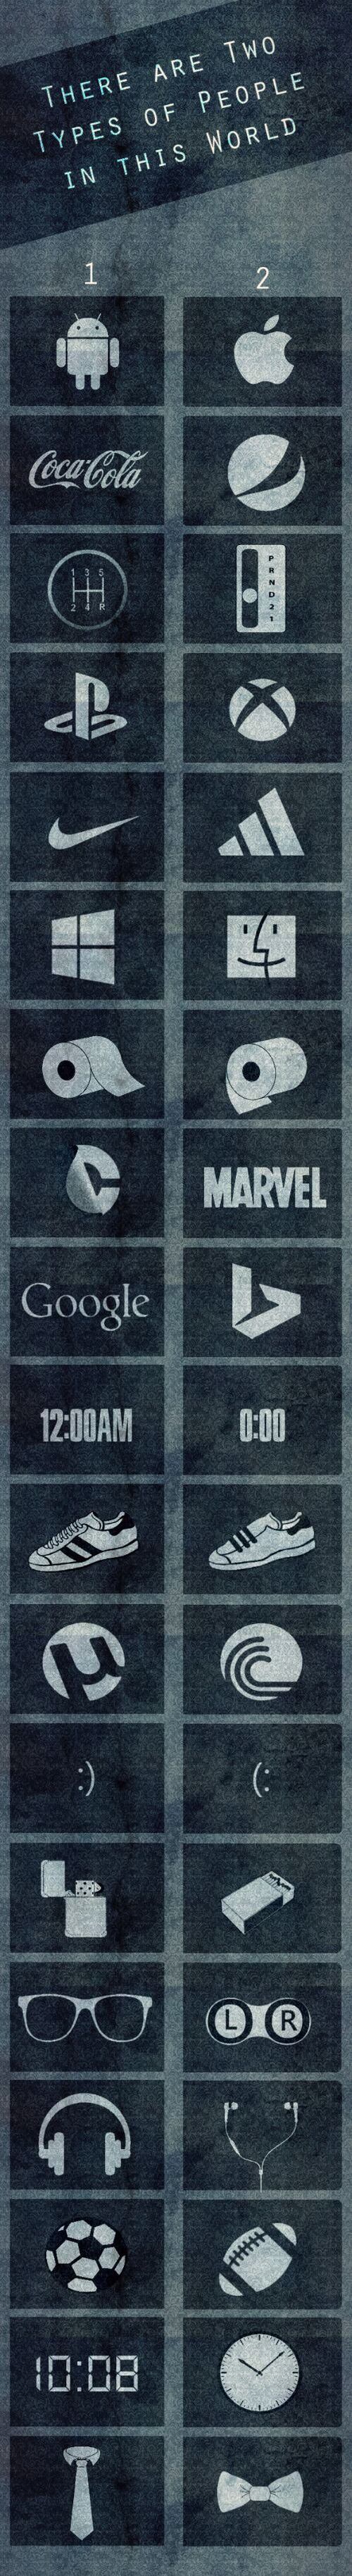 THERE ARE TWO
TYPES OF PEOPLE
IN THIS WORLD
1 2
Coca-Cola
1 3 5
2 4 R
P
R
N
D
2
1
MARVEL
Google
12:00AM 0:00
µ
:) (:
L R
10:08